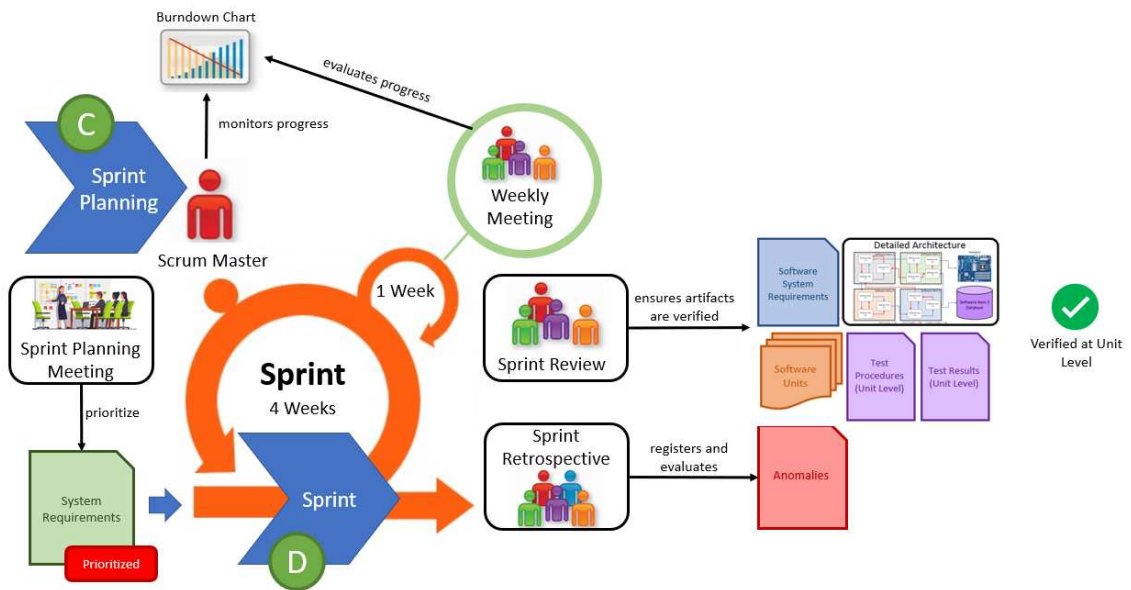 Burndown Chart
evaluates progress
C
monitors progress
Sprint
Planning
Weekly
Meeting
Scrum Master
1 Week
Sprint Planning
Meeting
Sprint
4 Weeks
prioritize
System
Requirements
Prioritized
Sprint
D
Sprint Review
ensures artifacts
are verified
Software
System
Requirements
Detailed Architecture
Software Units
Test
Procedures
(Unit Level)
Test Results
(Unit Level)
Verified at Unit
Level
Sprint
Retrospective
registers and
evaluates
Anomalies